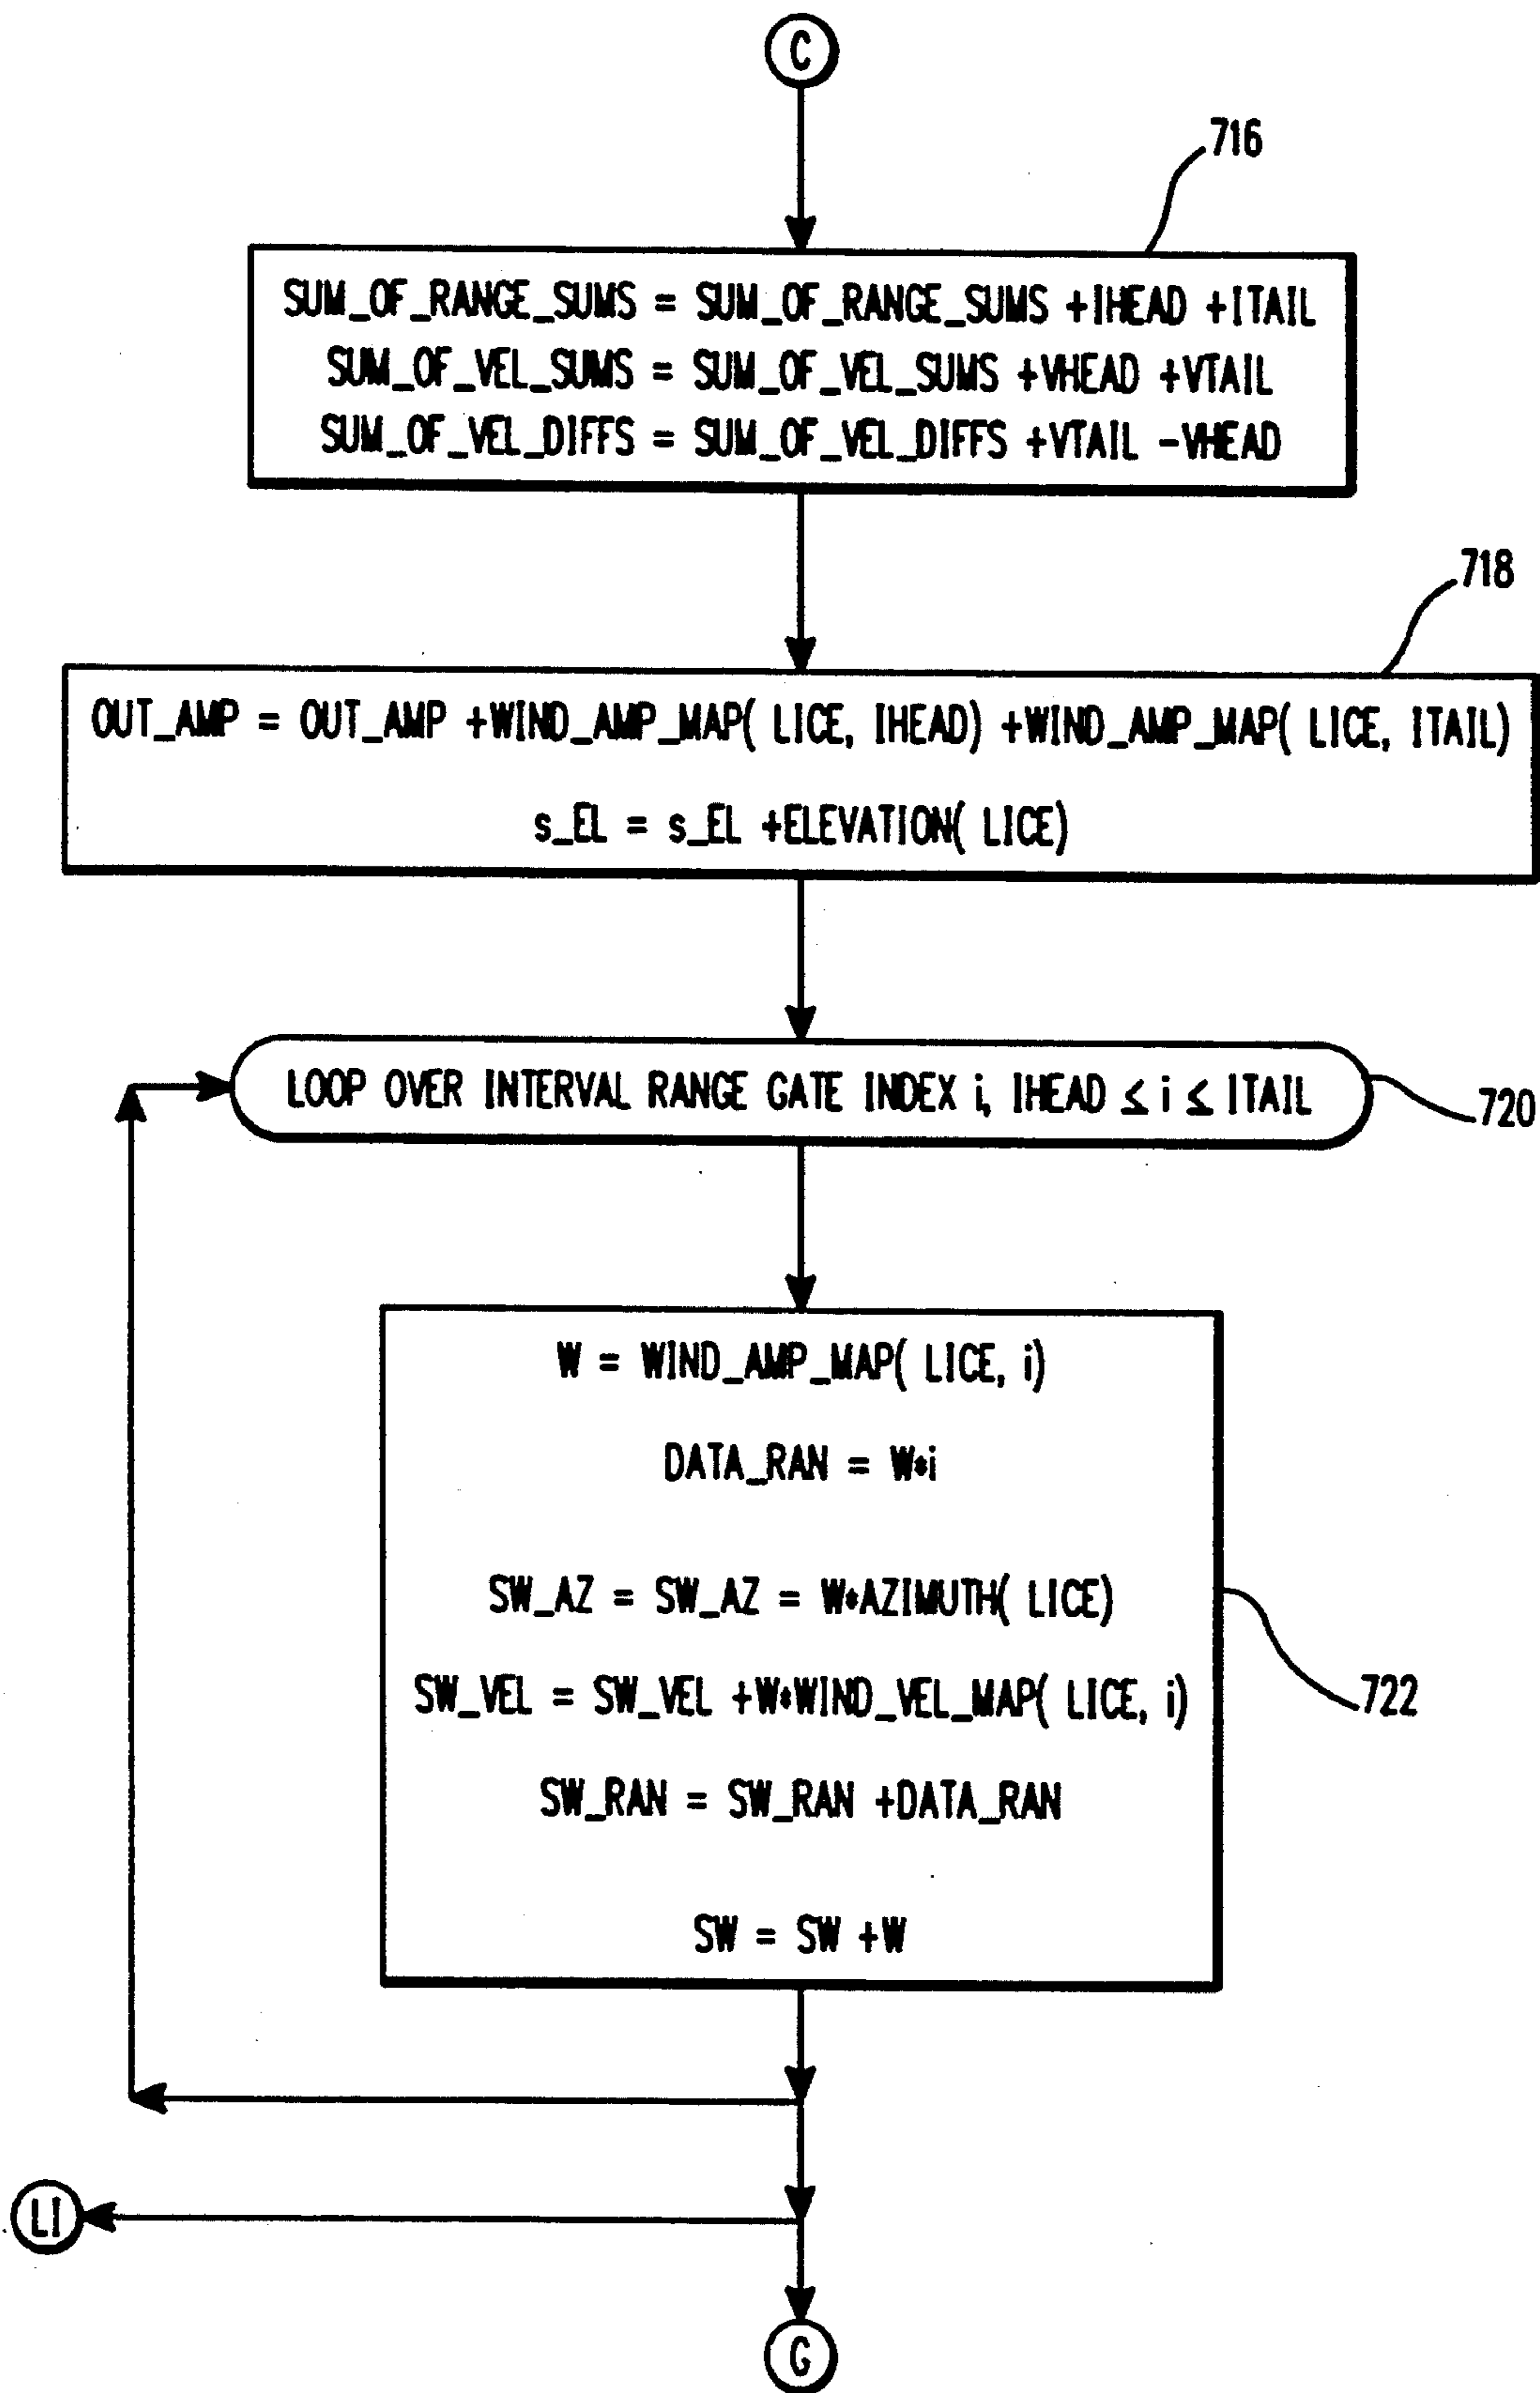 C
716
SUM_OF_RANGE_SUMS = SUM_OF_RANGE_SUMS +IHEAD +ITAIL
SUM_OF_VEL_SUMS = SUM_OF_VEL_SUMS +VHEAD +VTAIL
SUM_OF_VEL_DIFFS = SUM_OF_VEL_DIFFS +VTAIL -VHEAD
718
OUT_AMP = OUT_AMP +WIND_AMP_MAP( LICE, IHEAD) +WIND_AMP_MAP( LICE, ITAIL)
s_EL = s_EL +ELEVATION( LICE)
LOOP OVER INTERVAL RANGE GATE INDEX i, IHEAD ≤ i ≤ ITAIL
720
W = WIND_AMP_MAP( LICE, i)
DATA_RAN = W*i
SW_AZ = SW_AZ = W*AZIMUTH( LICE)
SW_VEL = SW_VEL +W*WIND_VEL_MAP( LICE, i)
722
SW_RAN = SW_RAN +DATA_RAN
SW = SW +W
LI
G